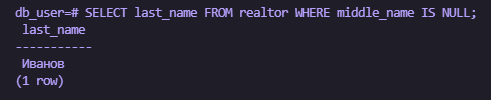 db_user=# SELECT last_name FROM realtor WHERE middle_name IS NULL;
last_name
-----------
Иванов
(1 row)